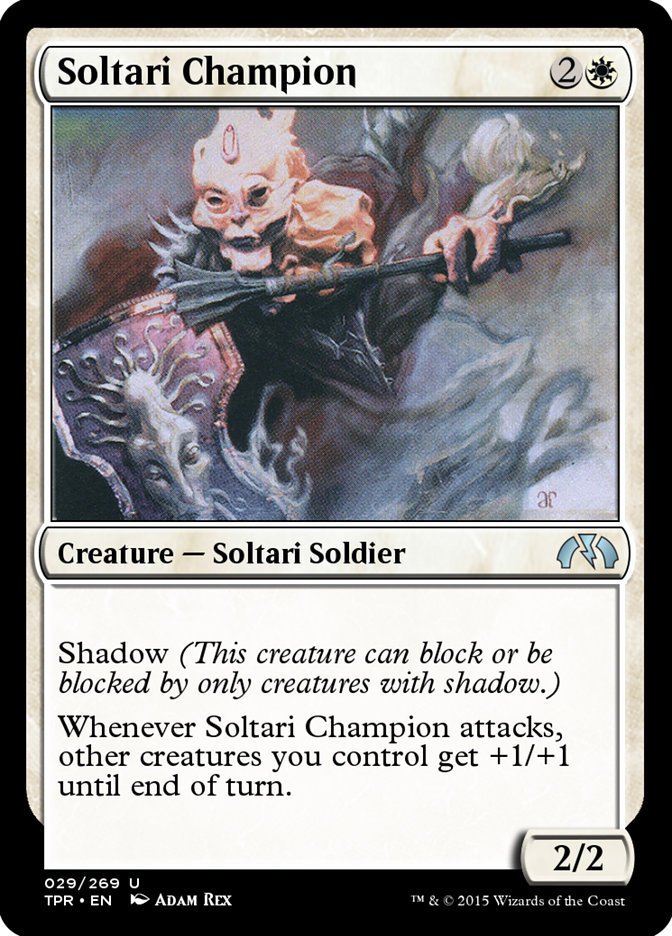 Soltari Champion 2
Creature — Soltari Soldier
Shadow (This creature can block or be
blocked by only creatures with shadow.)
Whenever Soltari Champion attacks,
other creatures you control get +1/+1
until end of turn.
2/2
029/269 U
TPR • EN Adam Rex
™ & © 2015 Wizards of the Coast